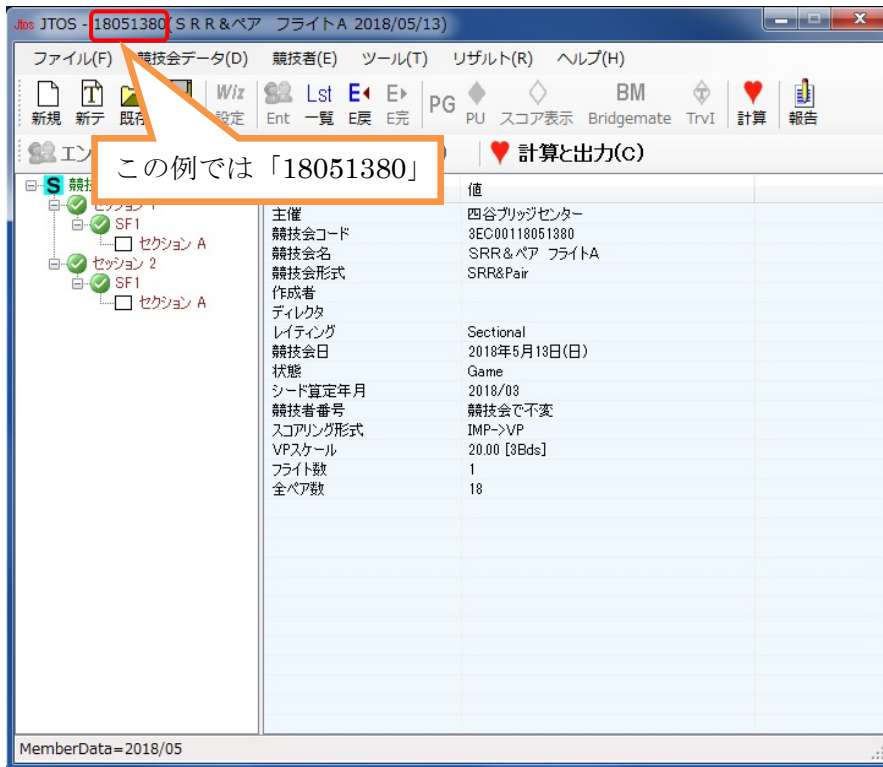 Jtos JTOS - 18051380(ＳＲＲ＆ペア フライトＡ 2018/05/13)
ファイル(F) 競技会データ(D) 競技者(E) ツール(T) リザルト(R) ヘルプ(H)
Wiz Lst E E PG BM
新規 新テ 既存 設定 Ent 一覧 E戻 E完 PU スコア表示 Bridgemate TrvI 計算 報告
エン 計算と出力(C)
この例では「18051380」
S 競技
値
セッション 1
SF1
セクション A
セッション 2
SF1
セクション A
主催 四谷ブリッジセンター
競技会コード 3EC00118051380
競技会名 ＳＲＲ＆ペア フライトＡ
競技会形式 SRR&Pair
作成者
ディレクタ
レイティング Sectional
競技会日 2018年5月13日(日)
状態 Game
シード算定年月 2018/03
競技者番号 競技会で不変
スコアリング形式 IMP->VP
VPスケール 20.00 [3Bds]
フライト数 1
全ペア数 18
MemberData=2018/05